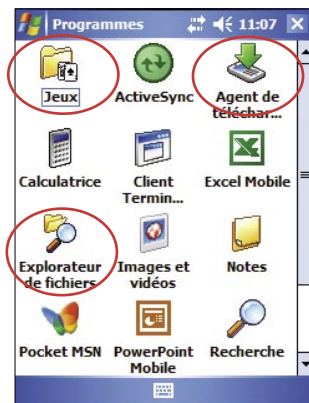 Programmes 11:07
Jeux ActiveSync Agent de téléchar...
Calculatrice Client Termin... Excel Mobile
Explorateur de fichiers Images et vidéos Notes
Pocket MSN PowerPoint Mobile Recherche